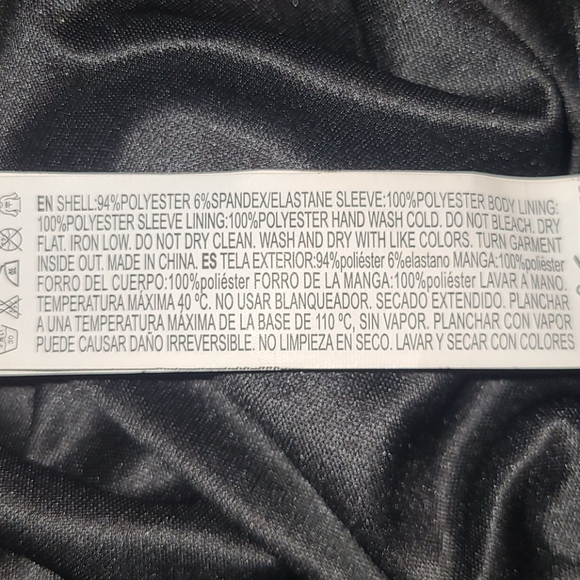 EN SHELL:94%POLYESTER 6%SPANDEX/ELASTANE SLEEVE:100%POLYESTER BODY LINING:
100%POLYESTER SLEEVE LINING:100%POLYESTER HAND WASH COLD. DO NOT BLEACH. DRY
FLAT. IRON LOW. DO NOT DRY CLEAN. WASH AND DRY WITH LIKE COLORS. TURN GARMENT
INSIDE OUT. MADE IN CHINA. ES TELA EXTERIOR:94%poliéster 6%elastano MANGA:100%poliéster
FORRO DEL CUERPO:100%poliéster FORRO DE LA MANGA:100%poliéster LAVAR A MANO.
TEMPERATURA MÁXIMA 40 ºC. NO USAR BLANQUEADOR. SECADO EXTENDIDO. PLANCHAR
A UNA TEMPERATURA MÁXIMA DE LA BASE DE 110 ºC, SIN VAPOR. PLANCHAR CON VAPOR
PUEDE CAUSAR DAÑO IRREVERSIBLE. NO LIMPIEZA EN SECO. LAVAR Y SECAR CON COLORES